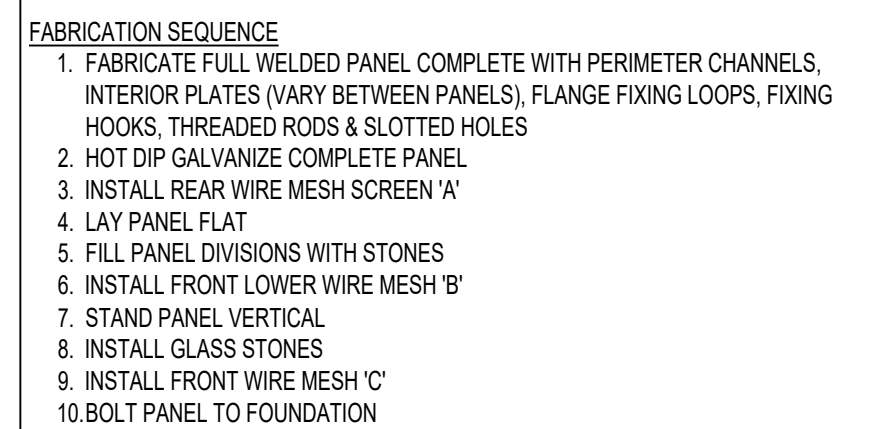 FABRICATION SEQUENCE
1. FABRICATE FULL WELDED PANEL COMPLETE WITH PERIMETER CHANNELS,
INTERIOR PLATES (VARY BETWEEN PANELS), FLANGE FIXING LOOPS, FIXING
HOOKS, THREADED RODS & SLOTTED HOLES
2. HOT DIP GALVANIZE COMPLETE PANEL
3. INSTALL REAR WIRE MESH SCREEN 'A'
4. LAY PANEL FLAT
5. FILL PANEL DIVISIONS WITH STONES
6. INSTALL FRONT LOWER WIRE MESH 'B'
7. STAND PANEL VERTICAL
8. INSTALL GLASS STONES
9. INSTALL FRONT WIRE MESH 'C'
10.BOLT PANEL TO FOUNDATION